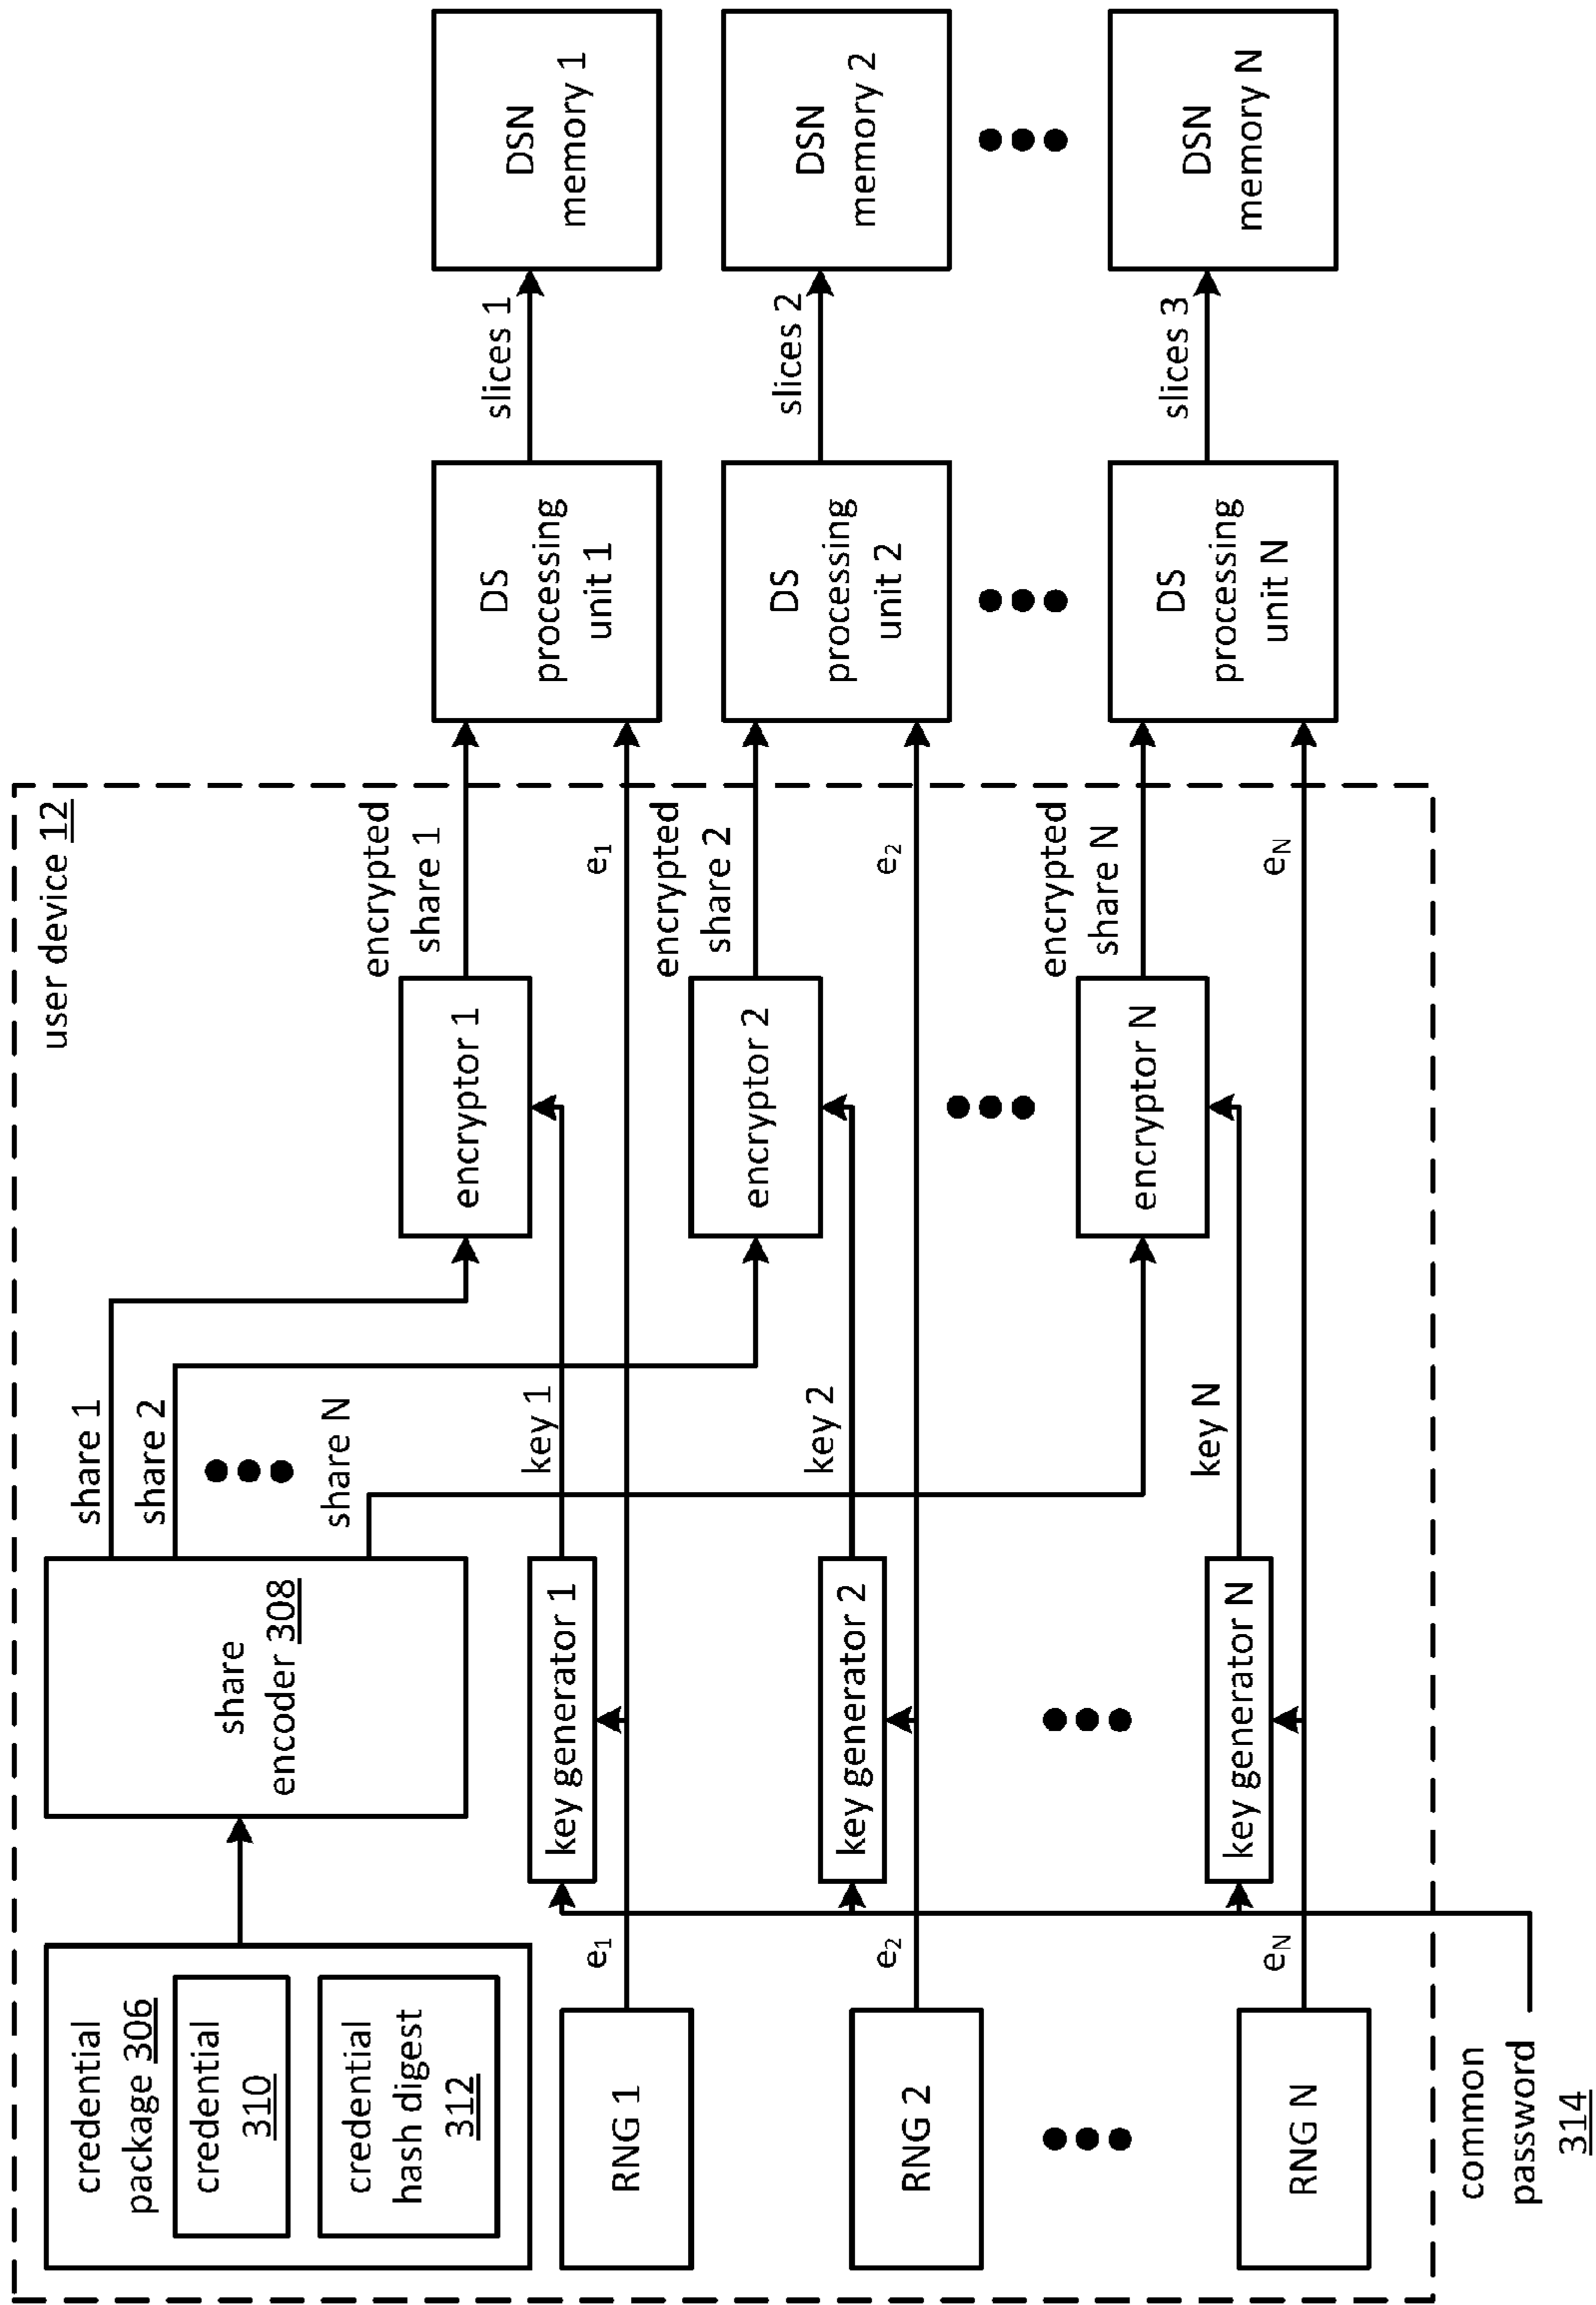 user device 12
credential
package 306
credential
310
credential
hash digest
312
share
encoder 308
share 1
share 2
share N
encrypted
share 1
encryptor 1
key 1
key generator 1
RNG 1
e1
e1
DS
processing
unit 1
slices 1
DSN
memory 1
encrypted
share 2
encryptor 2
key 2
key generator 2
RNG 2
e2
e2
DS
processing
unit 2
slices 2
DSN
memory 2
encrypted
share N
encryptor N
key N
key generator N
RNG N
eN
eN
DS
processing
unit N
slices 3
DSN
memory N
common
password
314